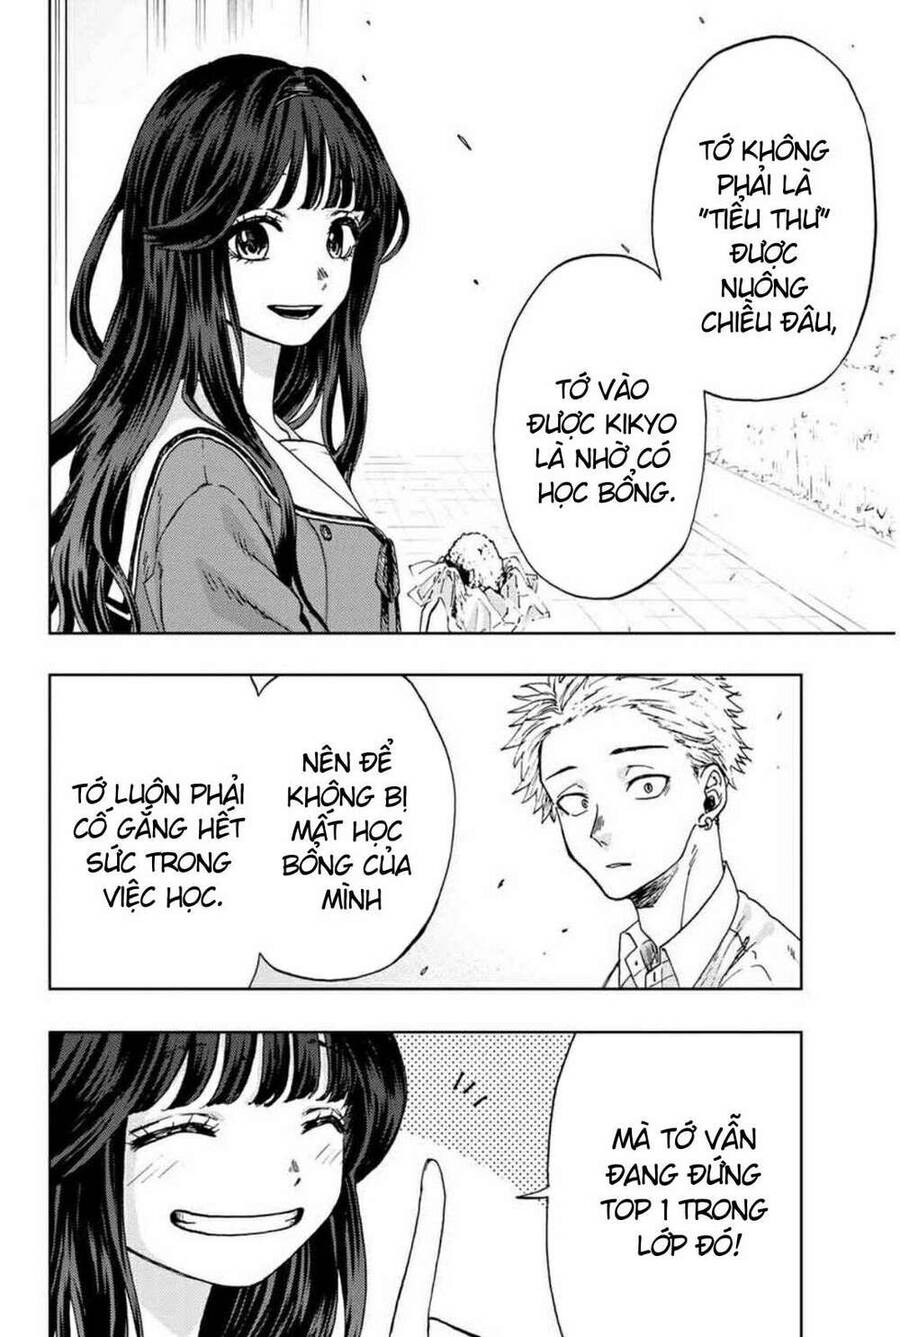 TỚ KHÔNG
PHẢI LÀ
"TIỂU THƯ"
ĐƯỢC
NUÔNG
CHIỀU ĐÂU,
TỚ VÀO
ĐƯỢC KIKYO
LÀ NHỜ CÓ
HỌC BỔNG.
NÊN ĐỂ
KHÔNG BỊ
MẤT HỌC
BỔNG CỦA
MÌNH
TỚ LUÔN PHẢI
CỐ GẮNG HẾT
SỨC TRONG
VIỆC HỌC.
MÀ TỚ VẪN
ĐANG ĐỨNG
TOP 1 TRONG
LỚP ĐÓ!